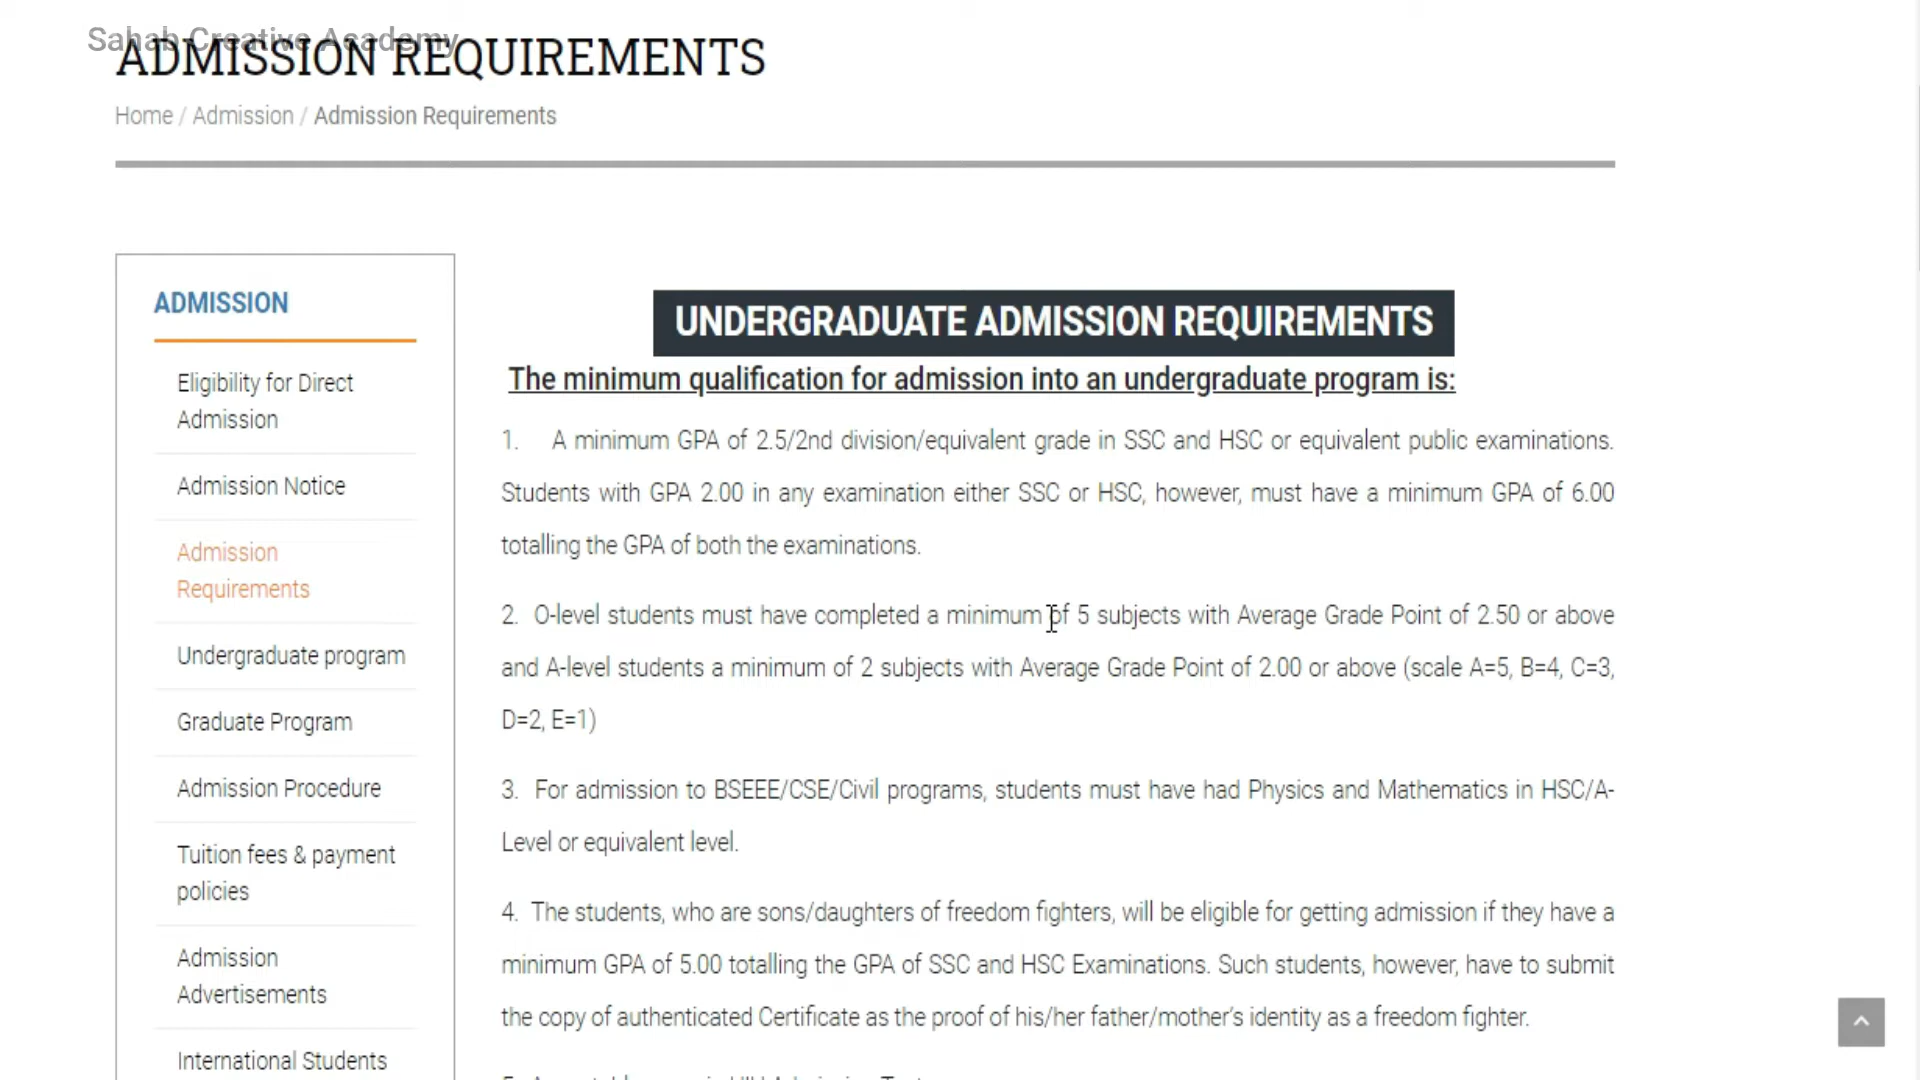 Sahab Creative Academy
ADMISSION REQUIREMENTS
Home / Admission / Admission Requirements
ADMISSION
Eligibility for Direct
Admission
Admission Notice
Admission
Requirements
Undergraduate program
Graduate Program
Admission Procedure
Tuition fees & payment
policies
Admission
Advertisements
International Students
UNDERGRADUATE ADMISSION REQUIREMENTS
The minimum qualification for admission into an undergraduate program is:
1. A minimum GPA of 2.5/2nd division/equivalent grade in SSC and HSC or equivalent public examinations.
Students with GPA 2.00 in any examination either SSC or HSC, however, must have a minimum GPA of 6.00
totalling the GPA of both the examinations.
2. O-level students must have completed a minimum of 5 subjects with Average Grade Point of 2.50 or above
and A-level students a minimum of 2 subjects with Average Grade Point of 2.00 or above (scale A=5, B=4, C=3,
D=2, E=1)
3. For admission to BSEEE/CSE/Civil programs, students must have had Physics and Mathematics in HSC/A-
Level or equivalent level.
4. The students, who are sons/daughters of freedom fighters, will be eligible for getting admission if they have a
minimum GPA of 5.00 totalling the GPA of SSC and HSC Examinations. Such students, however, have to submit
the copy of authenticated Certificate as the proof of his/her father/mother's identity as a freedom fighter.